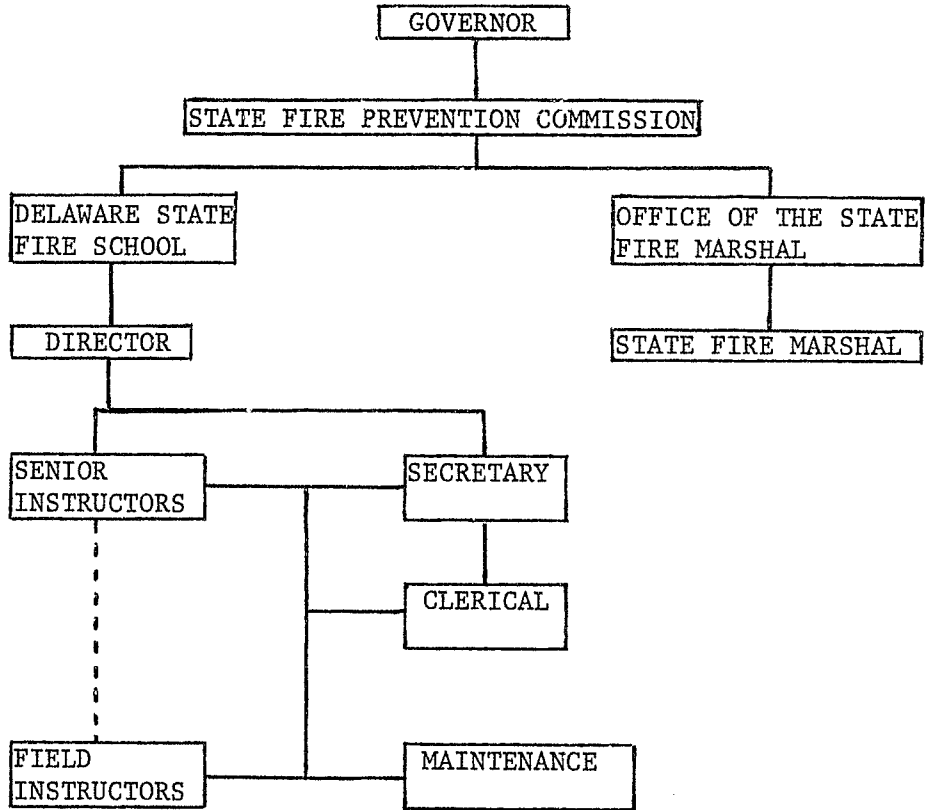 GOVERNOR
STATE FIRE PREVENTION COMMISSION
DELAWARE STATE
FIRE SCHOOL
OFFICE OF THE STATE
FIRE MARSHAL
DIRECTOR
STATE FIRE MARSHAL
SENIOR
INSTRUCTORS
SECRETARY
CLERICAL
FIELD
INSTRUCTORS
MAINTENANCE